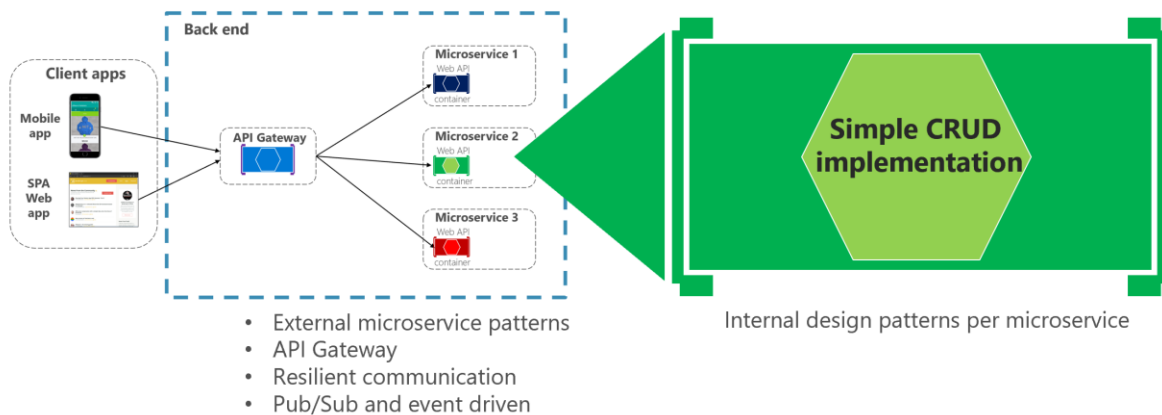 Back end
Client apps
Mobile
app
SPA
Web
app
API Gateway
Microservice 1
Web API
container
Microservice 2
Web API
container
Microservice 3
Web API
container
Simple CRUD
implementation
• External microservice patterns
• API Gateway
• Resilient communication
• Pub/Sub and event driven
Internal design patterns per microservice